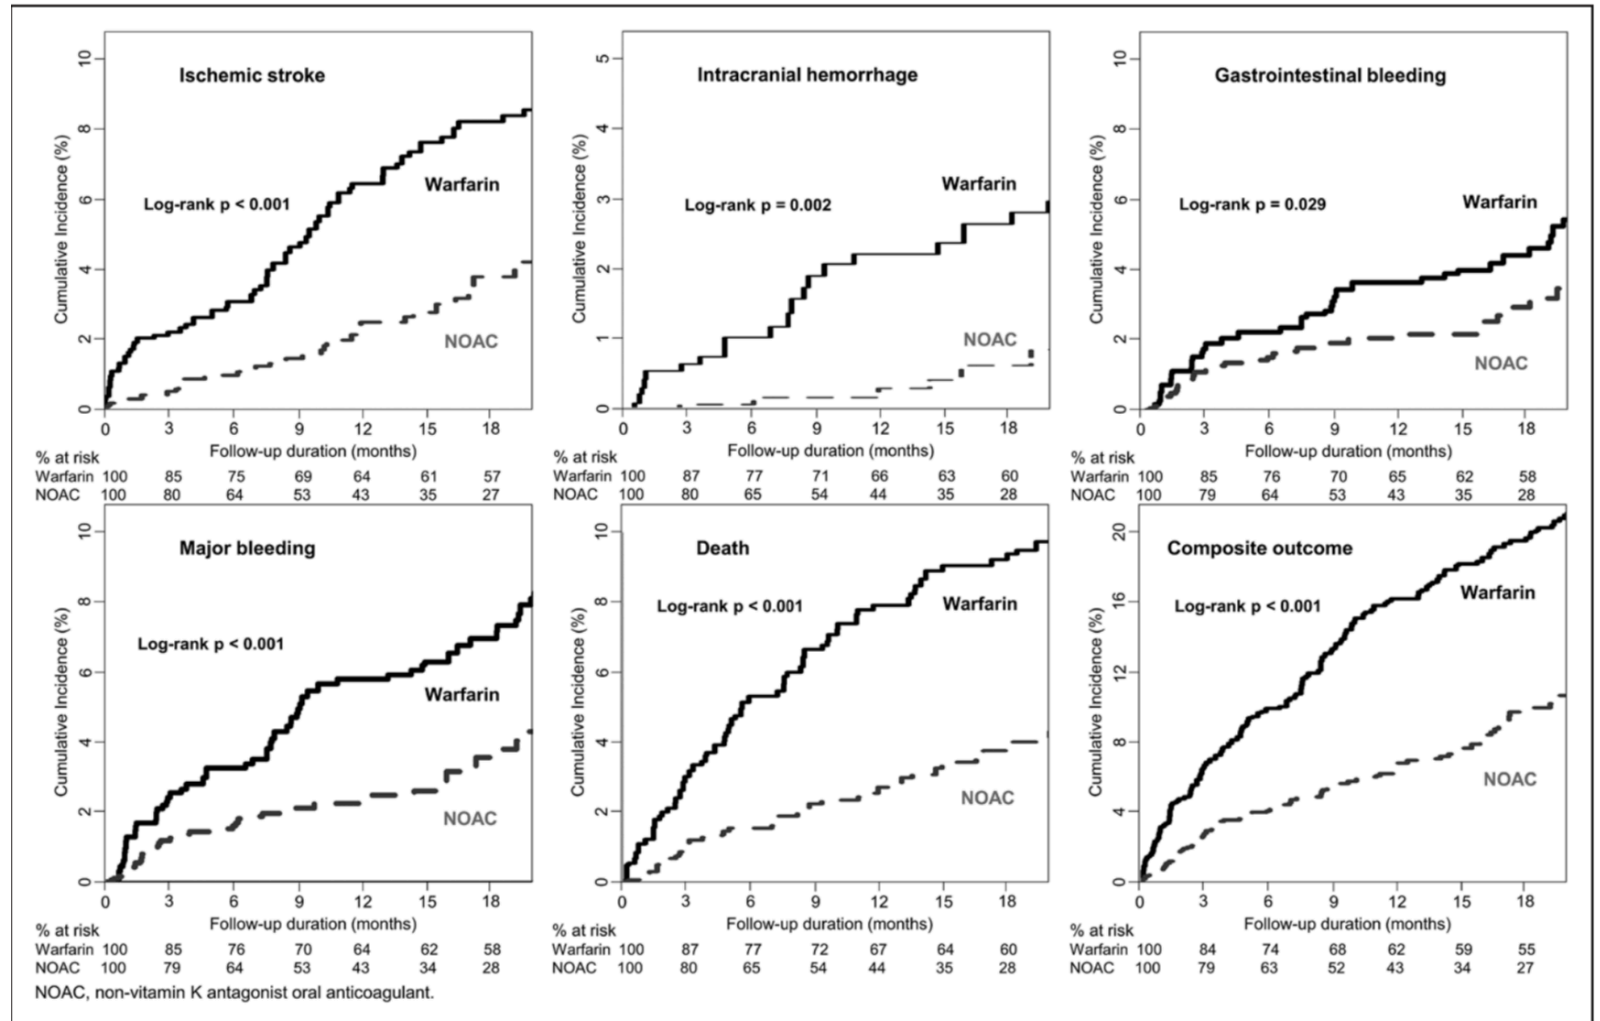 Ischemic stroke
Log-rank p < 0.001
Warfarin
NOAC
Cumulative Incidence (%)
0 2 4 6 8 10
0 3 6 9 12 15 18
Follow-up duration (months)
% at risk
Warfarin 100 85 75 69 64 61 57
NOAC 100 80 64 53 43 35 27
Intracranial hemorrhage
Log-rank p = 0.002
Warfarin
NOAC
Cumulative Incidence (%)
0 1 2 3 4 5
0 3 6 9 12 15 18
Follow-up duration (months)
% at risk
Warfarin 100 87 77 71 66 63 60
NOAC 100 80 65 54 44 35 28
Gastrointestinal bleeding
Log-rank p = 0.029
Warfarin
NOAC
Cumulative Incidence (%)
0 2 4 6 8 10
0 3 6 9 12 15 18
Follow-up duration (months)
% at risk
Warfarin 100 85 76 70 65 62 58
NOAC 100 79 64 53 43 35 28
Major bleeding
Log-rank p < 0.001
Warfarin
NOAC
Cumulative Incidence (%)
0 2 4 6 8 10
0 3 6 9 12 15 18
Follow-up duration (months)
% at risk
Warfarin 100 85 76 70 64 62 58
NOAC 100 79 64 53 43 34 28
Death
Log-rank p < 0.001
Warfarin
NOAC
Cumulative Incidence (%)
0 2 4 6 8 10
0 3 6 9 12 15 18
Follow-up duration (months)
% at risk
Warfarin 100 87 77 72 67 64 60
NOAC 100 80 65 54 44 35 28
Composite outcome
Log-rank p < 0.001
Warfarin
NOAC
Cumulative Incidence (%)
0 4 8 12 16 20
0 3 6 9 12 15 18
Follow-up duration (months)
% at risk
Warfarin 100 84 74 68 62 59 55
NOAC 100 79 63 52 43 34 27
NOAC, non-vitamin K antagonist oral anticoagulant.